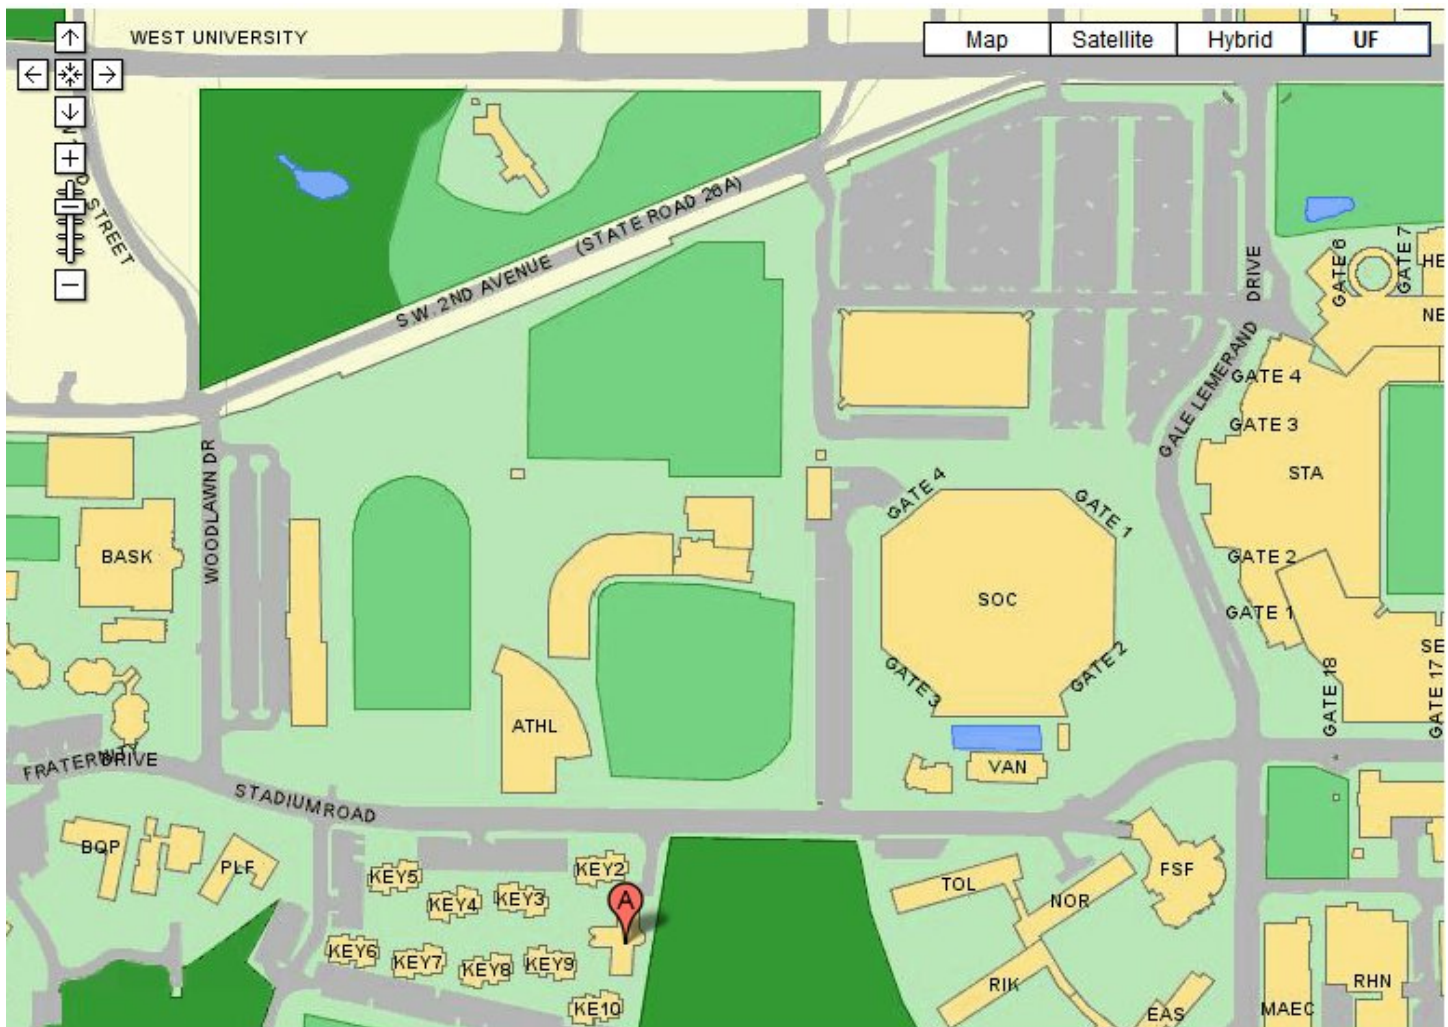 WEST UNIVERSITY
Map
Satellite
Hybrid
UF
STREET
S.W. 2ND AVENUE (STATE ROAD 26A)
DRIVE
GALE LEMERAND
GATE 6
GATE 7
HE
NE
GATE 4
GATE 3
STA
GATE 2
GATE 1
SE
GATE 18
GATE 17
WOODLAWN DR
BASK
GATE 4
GATE 1
SOC
GATE 3
GATE 2
VAN
ATHL
FRATERNITY
DRIVE
STADIUM ROAD
BQP
PLF
KEY5
KEY4
KEY3
KEY2
A
KEY6
KEY7
KEY8
KEY9
KE10
TOL
NOR
FSF
RIK
EAS
MAEC
RHN